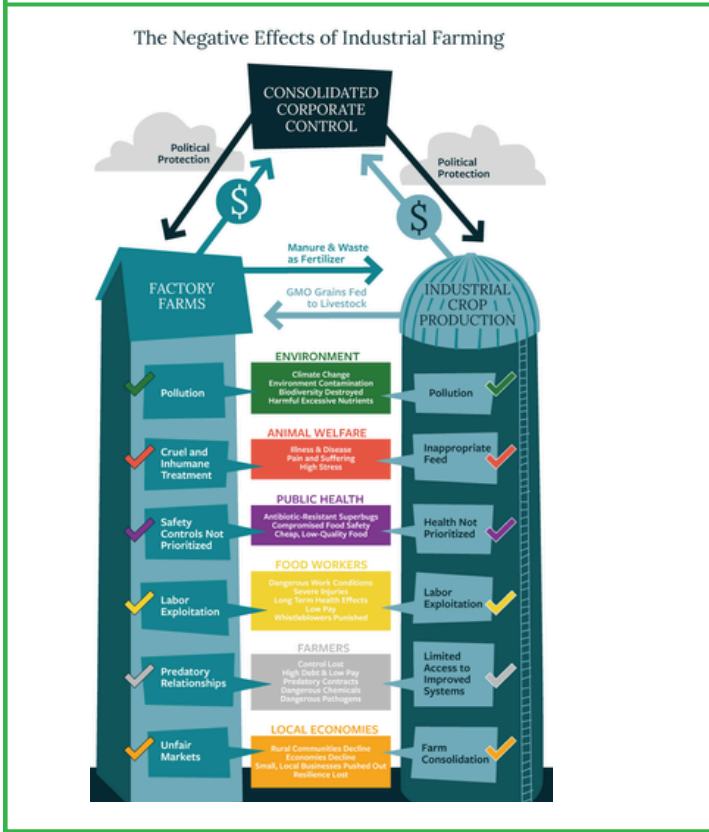 The Negative Effects of Industrial Farming
CONSOLIDATED
CORPORATE
CONTROL
Political
Protection
Political
Protection
$
$
Manure & Waste
as Fertilizer
GMO Grains Fed
to Livestock
FACTORY
FARMS
INDUSTRIAL
CROP
PRODUCTION
ENVIRONMENT
Pollution
Climate Change
Environment Contamination
Biodiversity Destroyed
Harmful Excessive Nutrients
Pollution
ANIMAL WELFARE
Cruel and
Inhumane
Treatment
Illness & Disease
Pain and Suffering
High Stress
Inappropriate
Feed
PUBLIC HEALTH
Safety
Controls Not
Prioritized
Antibiotic-Resistant Superbugs
Compromised Food Safety
Cheap, Low-Quality Food
Health Not
Prioritized
FOOD WORKERS
Labor
Exploitation
Dangerous Work Conditions
Severe Injuries
Long Term Health Effects
Low Pay
Whistleblowers Punished
Labor
Exploitation
FARMERS
Predatory
Relationships
Control Lost
High Debt & Low Pay
Predatory Contracts
Dangerous Chemicals
Dangerous Pathogens
Limited
Access to
Improved
Systems
LOCAL ECONOMIES
Unfair
Markets
Rural Communities Decline
Economies Decline
Small, Local Businesses Pushed Out
Resilience Lost
Farm
Consolidation